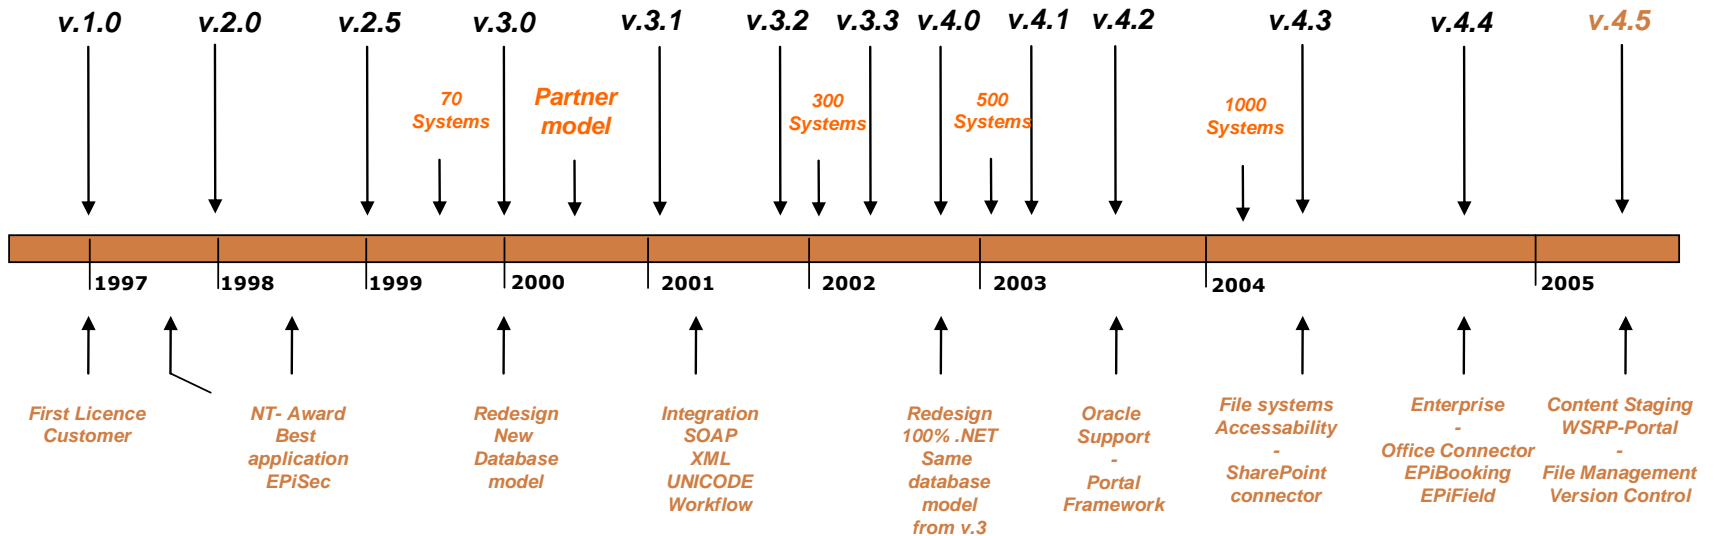 v.1.0
v.2.0
v.2.5
v.3.0
v.3.1
v.3.2
v.3.3
v.4.0
v.4.1
v.4.2
v.4.3
v.4.4
v.4.5
70
Systems
Partner
model
300
Systems
500
Systems
1000
Systems
1997
1998
1999
2000
2001
2002
2003
2004
2005
First Licence
Customer
NT- Award
Best
application
EPiSec
Redesign
New
Database
model
Integration
SOAP
XML
UNICODE
Workflow
Redesign
100% .NET
Same
database
model
from v.3
Oracle
Support
-
Portal
Framework
File systems
Accessability
-
SharePoint
connector
Enterprise
-
Office Connector
EPiBooking
EPiField
Content Staging
WSRP-Portal
-
File Management
Version Control